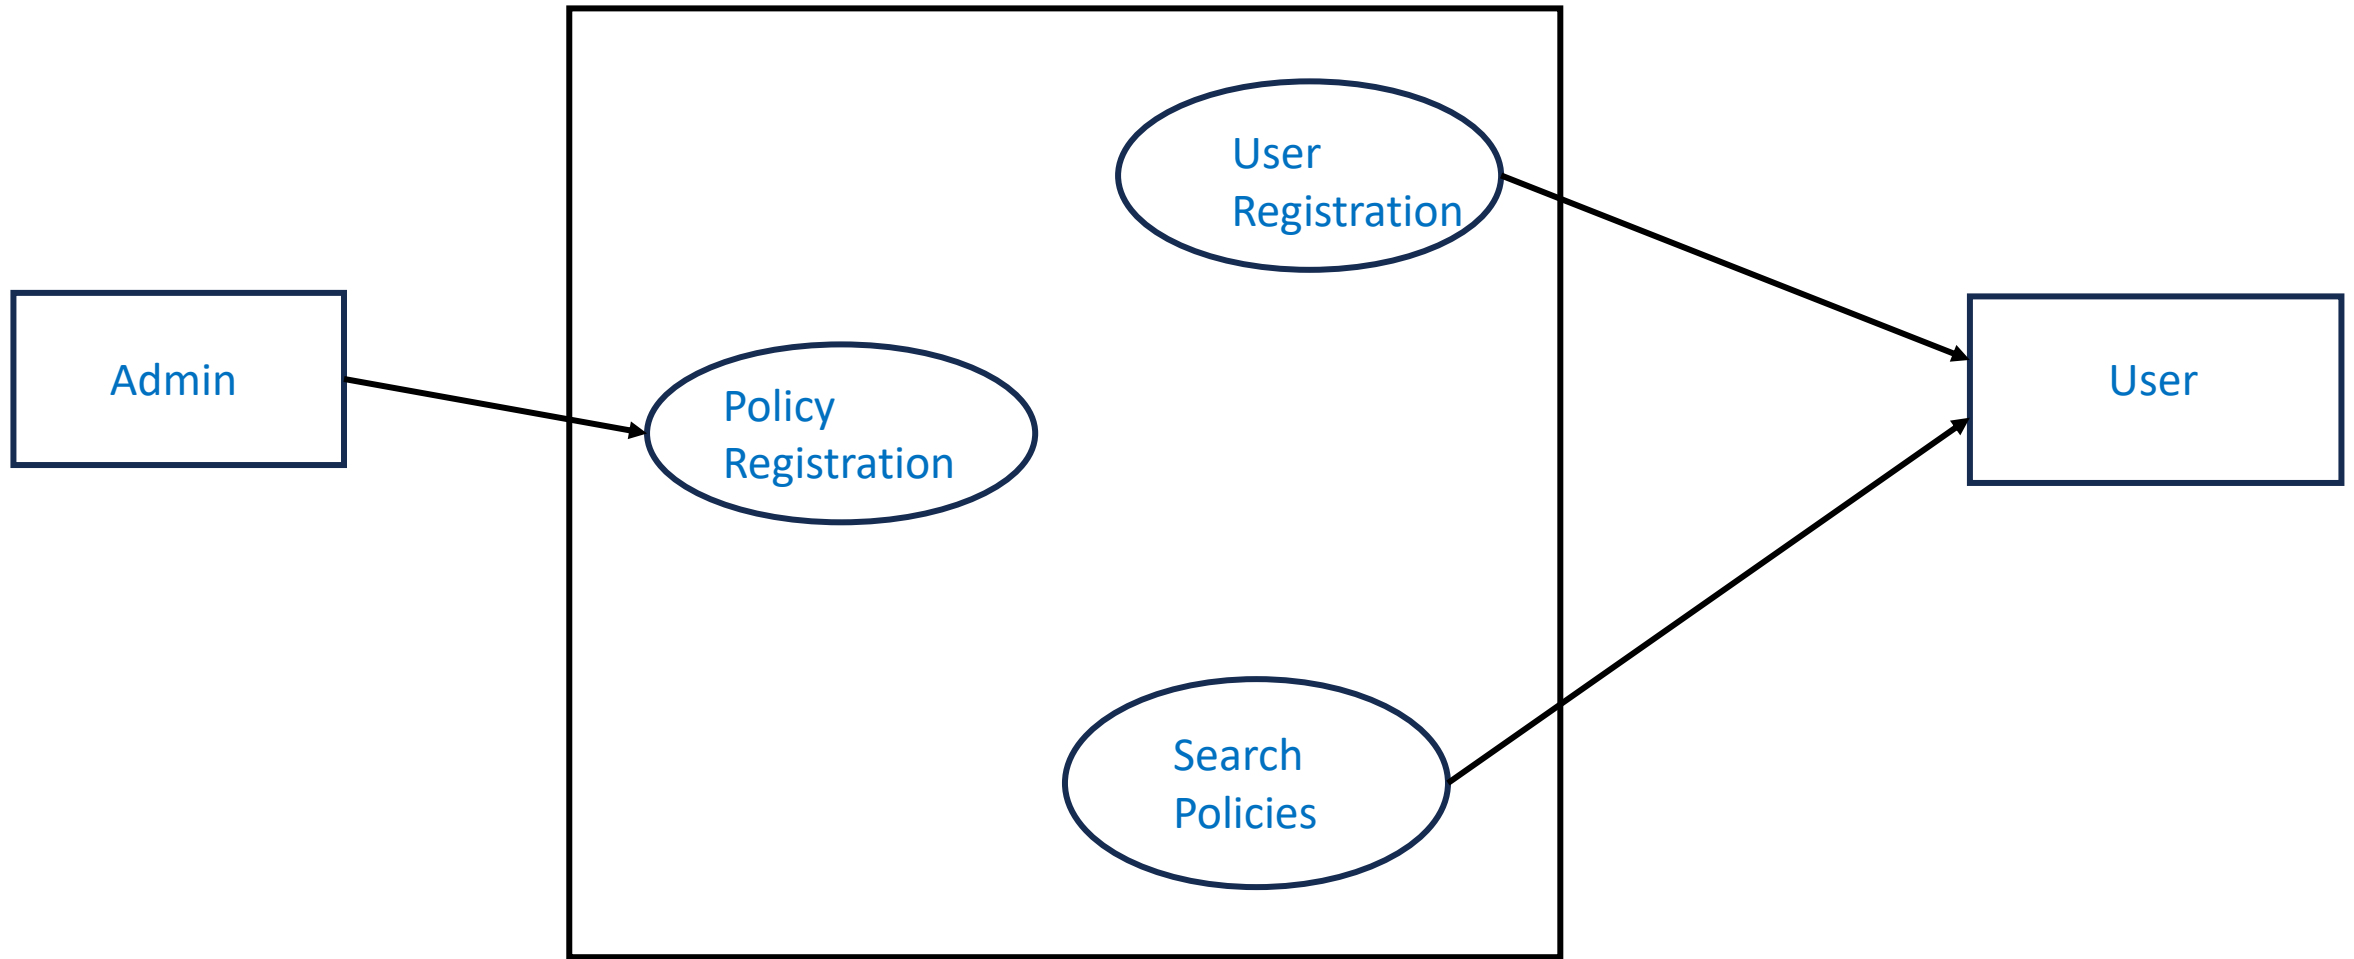 User
Registration
Admin
Policy
Registration
User
Search
Policies